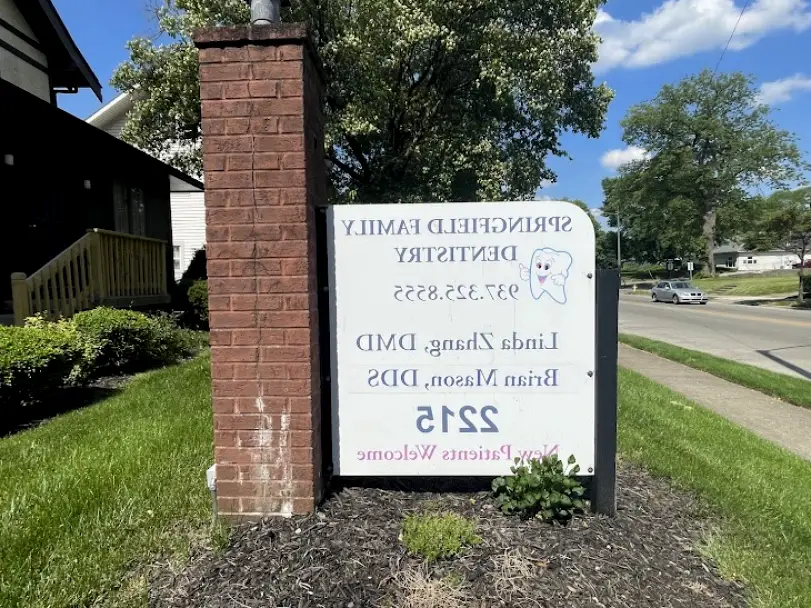 SPRINGFIELD FAMILY
DENTISTRY
937.325.8555
Linda Zhang, DMD
Brian Mason, DDS
2215
New Patients Welcome